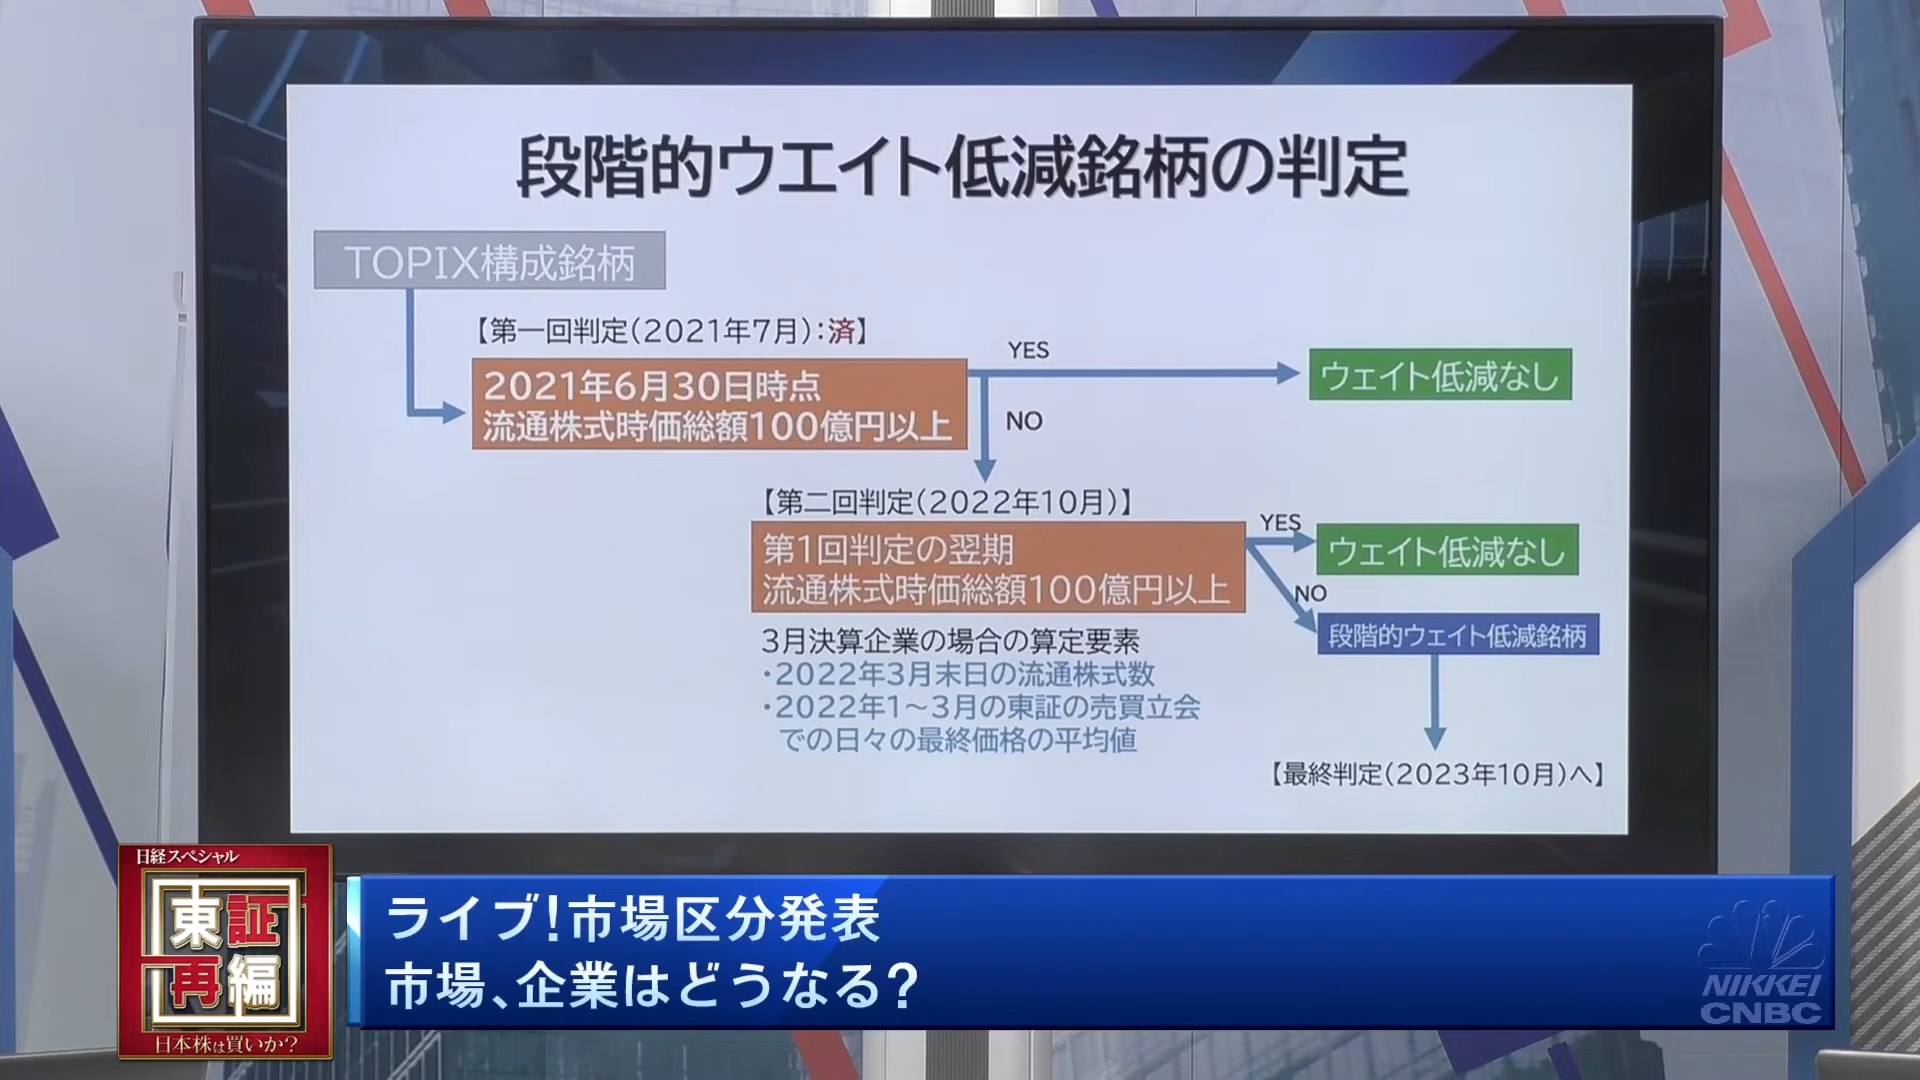 段階的ウエイト低減銘柄の判定
TOPIX構成銘柄
【第一回判定(2021年7月):済】
2021年6月30日時点
流通株式時価総額100億円以上
YES
NO
ウェイト低減なし
【第二回判定(2022年10月)】
第1回判定の翌期
流通株式時価総額100億円以上
YES
NO
ウェイト低減なし
段階的ウェイト低減銘柄
3月決算企業の場合の算定要素
・2022年3月末日の流通株式数
・2022年1～3月の東証の売買立会
での日々の最終価格の平均値
【最終判定(2023年10月)へ】
日経スペシャル
東証
再編
日本株は買いか?
ライブ!市場区分発表
市場、企業はどうなる?
NIKKEI
CNBC